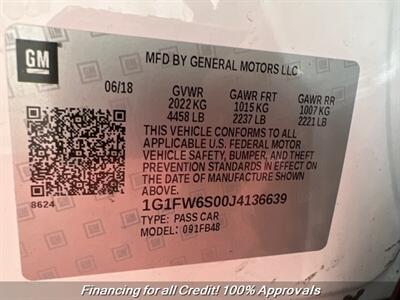 GM
MFD BY GENERAL MOTORS LLC
06/18
GVWR GAWR FRT GAWR RR
2022 KG 1015 KG 1007 KG
4458 LB 2237 LB 2221 LB
THIS VEHICLE CONFORMS TO ALL
APPLICABLE U.S. FEDERAL MOTOR
VEHICLE SAFETY, BUMPER, AND THEFT
PREVENTION STANDARDS IN EFFECT ON
THE DATE OF MANUFACTURE SHOWN
ABOVE.
8624
1G1FW6S00J4136639
TYPE: PASS CAR
MODEL: 091FB48
Financing for all Credit! 100% Approvals